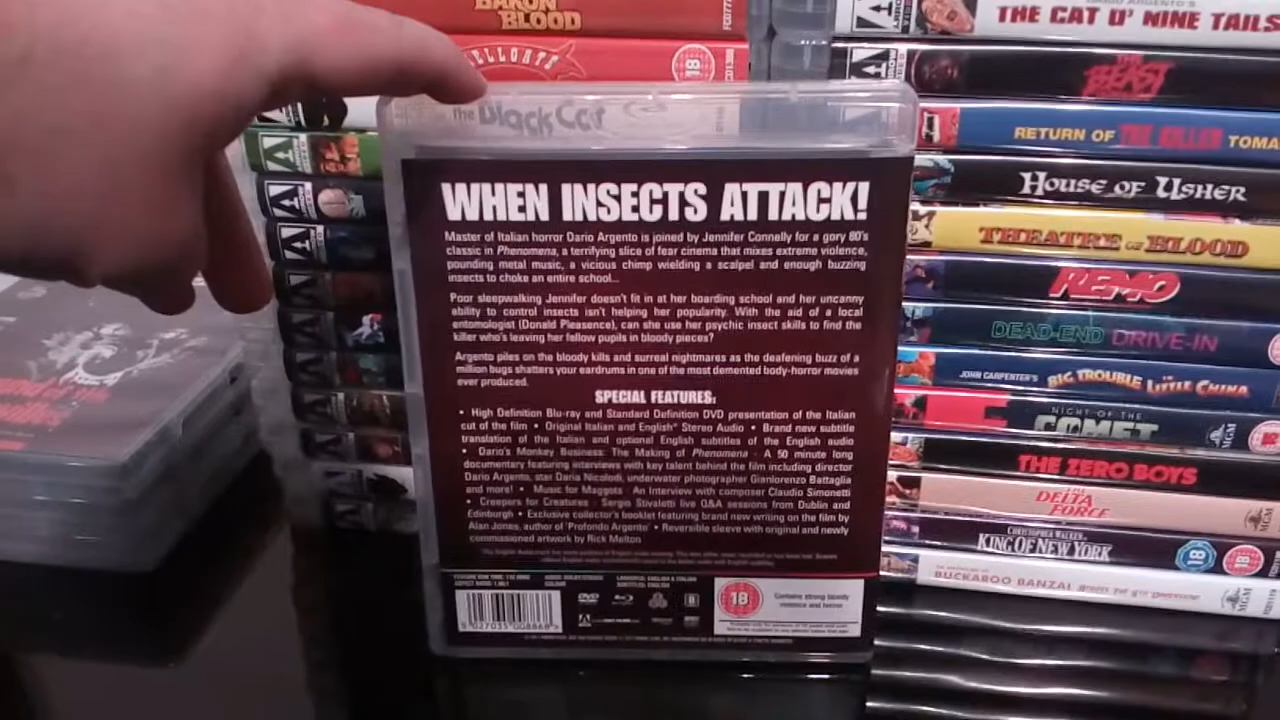 BARON
BLOOD
18
THE CAT O' NINE TAILS
THE
BEAST
RETURN OF THE KILLER TOMA
HOUSE OF USHER
THEATRE OF BLOOD
REMO
DEAD-END DRIVE-IN
JOHN CARPENTER'S BIG TROUBLE IN LITTLE CHINA
NIGHT OF THE
COMET
MGM
THE ZERO BOYS
THE
DELTA
FORCE
CHRISTOPHER WALKEN
KING OF NEW YORK
18
18
BUCKAROO BANZAI
MGM
the Black Cat
WHEN INSECTS ATTACK!
Master of Italian horror Dario Argento is joined by Jennifer Connelly for a gory 80's
classic in Phenomena, a terrifying slice of fear cinema that mixes extreme violence,
pounding metal music, a vicious chimp wielding a scalpel and enough buzzing
insects to choke an entire school...
Poor sleepwalking Jennifer doesn't fit in at her boarding school and her uncanny
ability to control insects isn't helping her popularity. With the aid of a local
entomologist (Donald Pleasence), can she use her psychic insect skills to find the
killer who's leaving her fellow pupils in bloody pieces?
Argento piles on the bloody kills and surreal nightmares as the deafening buzz of a
million bugs shatters your eardrums in one of the most demented body-horror movies
ever produced.
SPECIAL FEATURES:
• High Definition Blu-ray and Standard Definition DVD presentation of the Italian
cut of the film • Original Italian and English* Stereo Audio • Brand new subtitle
translation of the Italian and optional English subtitles of the English audio
• Dario's Monkey Business: The Making of Phenomena - A 50 minute long
documentary featuring interviews with key talent behind the film including director
Dario Argento, star Daria Nicolodi, underwater photographer Gianlorenzo Battaglia
and more! • Music for Maggots - An Interview with composer Claudio Simonetti
• Creepers for Creatures - Sergio Stivaletti live Q&A sessions from Dublin and
Edinburgh • Exclusive collector's booklet featuring brand new writing on the film by
Alan Jones, author of 'Profondo Argento' • Reversible sleeve with original and newly
commissioned artwork by Rick Melton
18
Contains strong bloody
violence and horror
5 027035 008868